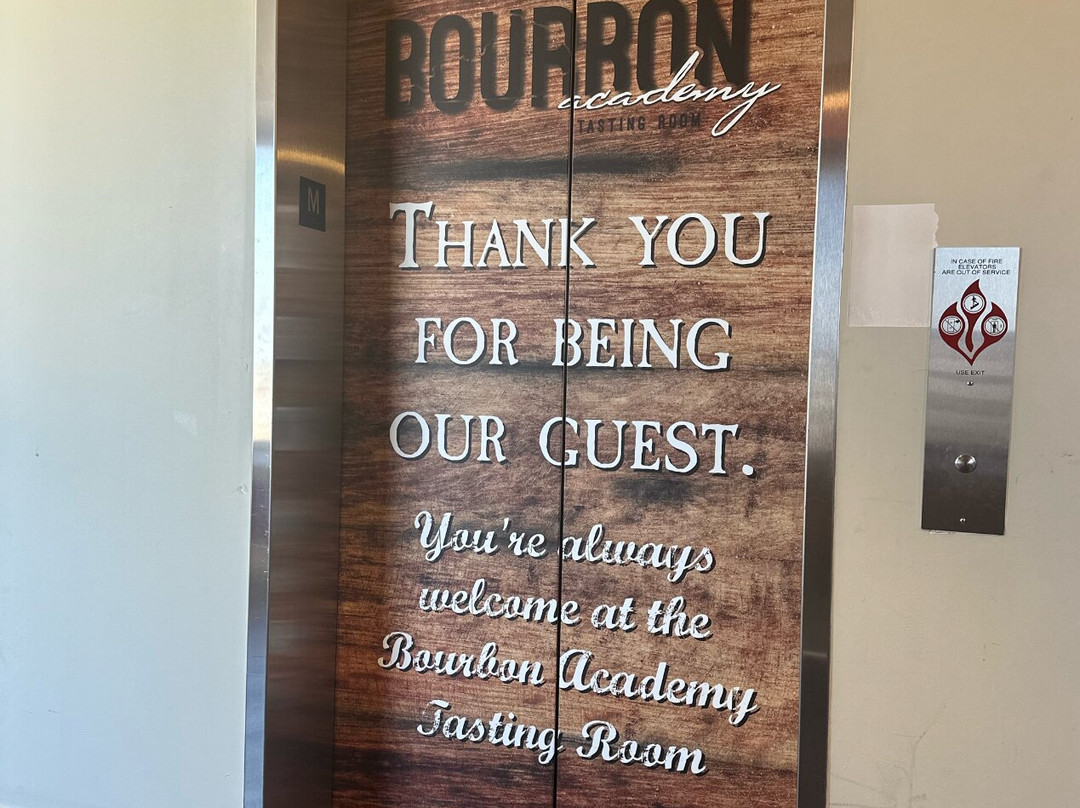 BOURBON
academy
TASTING ROOM
THANK YOU
FOR BEING
OUR GUEST.
You're always
welcome at the
Bourbon Academy
Tasting Room
M
IN CASE OF FIRE
ELEVATORS
ARE OUT OF SERVICE
USE EXIT